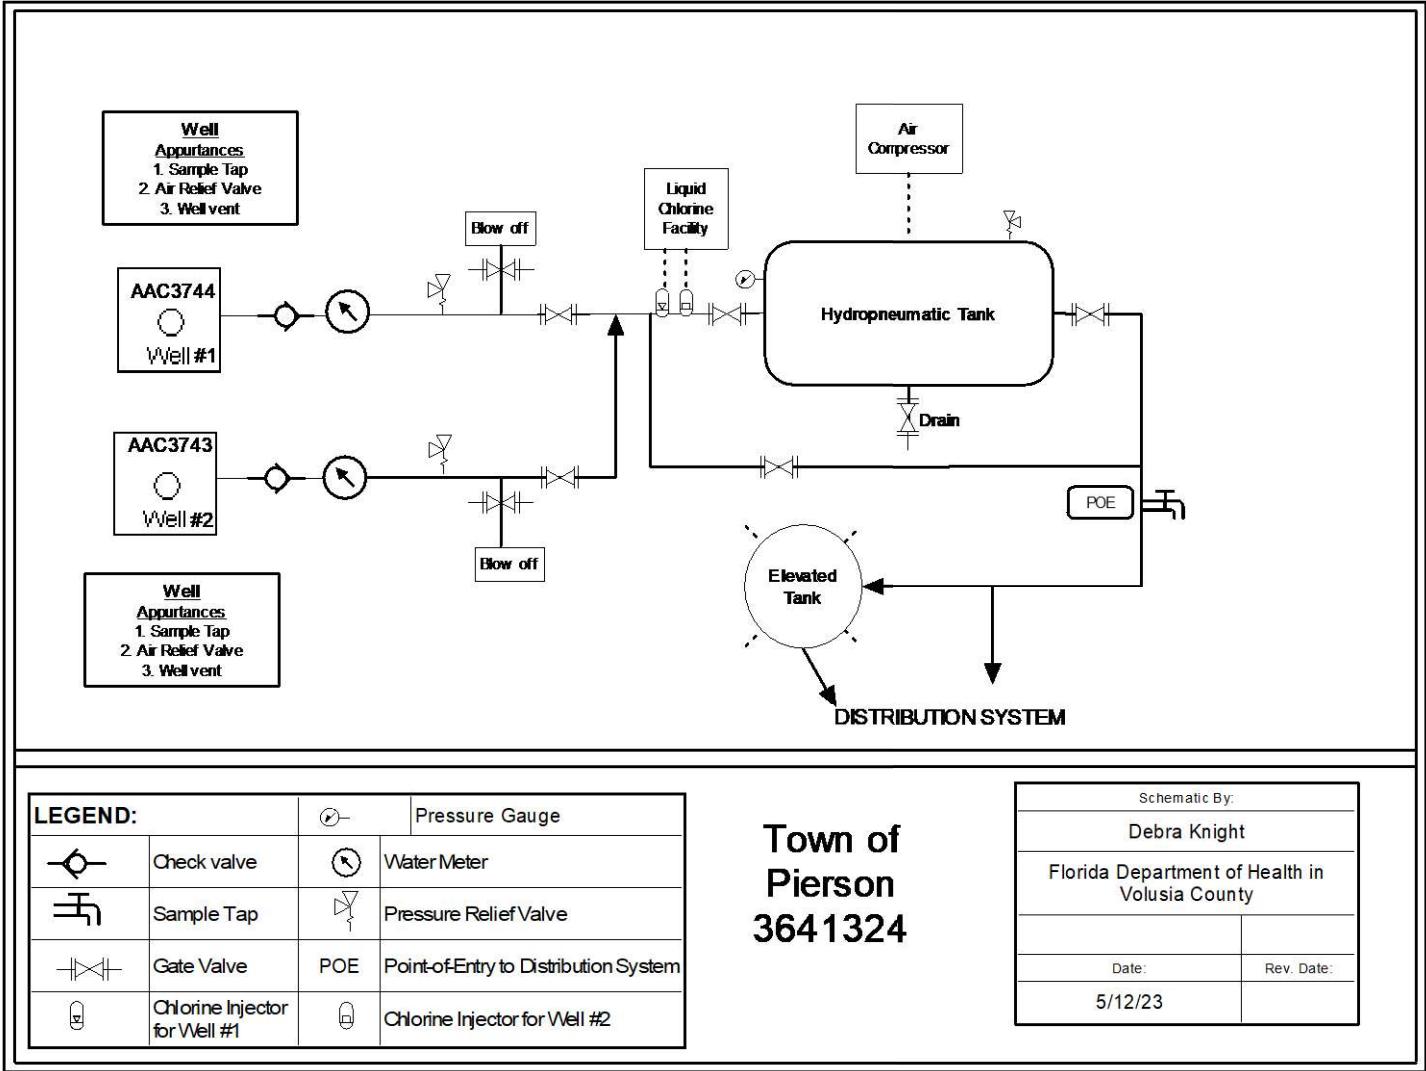 Well
Appurtances
1. Sample Tap
2. Air Relief Valve
3. Well vent
Air
Compressor
Liquid
Chlorine
Facility
Blow off
AAC3744
Well #1
Hydropneumatic Tank
Drain
AAC3743
Well #2
POE
Blow off
Elevated
Tank
Well
Appurtances
1. Sample Tap
2. Air Relief Valve
3. Well vent
DISTRIBUTION SYSTEM
LEGEND:
Pressure Gauge
Check valve
Water Meter
Sample Tap
Pressure Relief Valve
Gate Valve
POE
Point-of-Entry to Distribution System
Chlorine Injector
for Well #1
Chlorine Injector for Well #2
Town of
Pierson
3641324
Schematic By:
Debra Knight
Florida Department of Health in
Volusia County
Date:
Rev. Date:
5/12/23